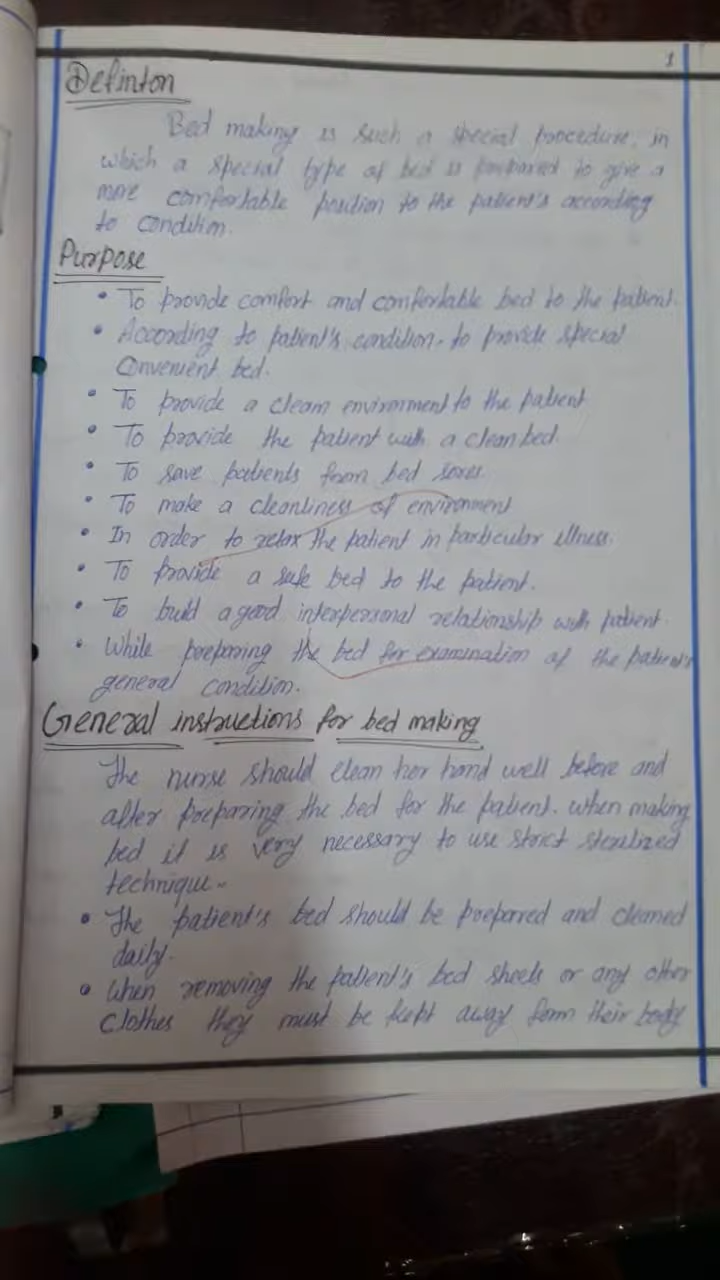 1
Definton
Bed making is such a special procedure, in
which a special type of bed is prepared to give a
more comfortable position to the patient's according
to condition.
Purpose
• To provide comfort and comfortable bed to the patient.
• According to patient's condition, to provide special
convenient bed.
• To provide a clean environment to the patient
• To provide the patient with a clean bed
• To save patients from bed sores.
• To make a cleanliness of environment
• In order to relax the patient in particular illness.
• To provide a safe bed to the patient.
• To build a good interpersonal relationship with patient.
• While preparing the bed for examination of the patient's
general condition.
General instructions for bed making
The nurse should clean her hand well before and
after preparing the bed for the patient. when making
bed it is very necessary to use strict sterilized
technique.
• The patient's bed should be prepared and cleaned
daily.
• when removing the patient's bed sheets or any other
clothes they must be kept away form their body